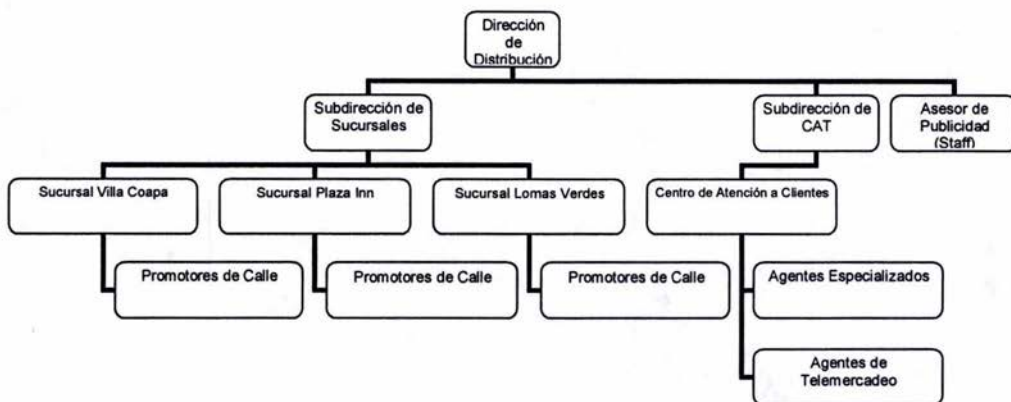 Dirección
de
Distribución
Subdirección de
Sucursales
Subdirección de
CAT
Asesor de
Publicidad
(Staff)
Sucursal Villa Coapa
Sucursal Plaza Inn
Sucursal Lomas Verdes
Centro de Atención a Clientes
Promotores de Calle
Promotores de Calle
Promotores de Calle
Agentes Especializados
Agentes de
Telemercadeo